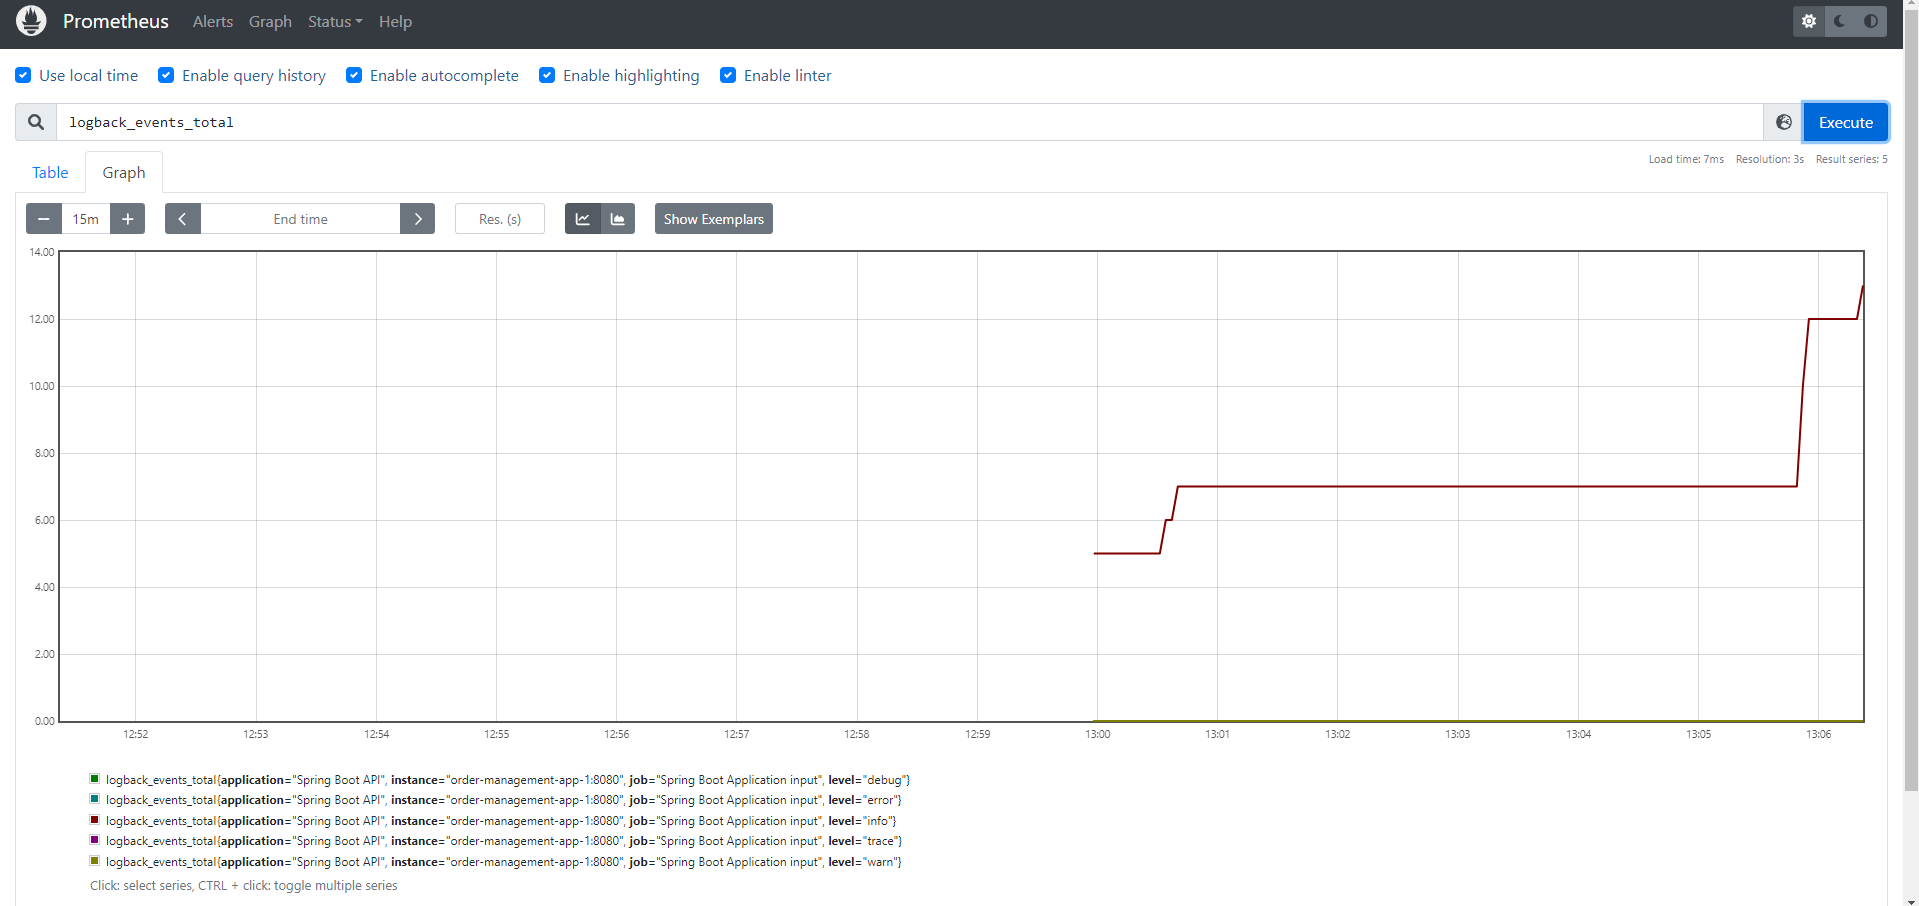 Prometheus Alerts Graph Status Help
Use local time Enable query history Enable autocomplete Enable highlighting Enable linter
logback_events_total Execute
Load time: 7ms Resolution: 3s Result series: 5
Table Graph
− 15m + End time Res. (s) Show Exemplars
14.00
12.00
10.00
8.00
6.00
4.00
2.00
0.00
12:52 12:53 12:54 12:55 12:56 12:57 12:58 12:59 13:00 13:01 13:02 13:03 13:04 13:05 13:06
logback_events_total{application="Spring Boot API", instance="order-management-app-1:8080", job="Spring Boot Application input", level="debug"}
logback_events_total{application="Spring Boot API", instance="order-management-app-1:8080", job="Spring Boot Application input", level="error"}
logback_events_total{application="Spring Boot API", instance="order-management-app-1:8080", job="Spring Boot Application input", level="info"}
logback_events_total{application="Spring Boot API", instance="order-management-app-1:8080", job="Spring Boot Application input", level="trace"}
logback_events_total{application="Spring Boot API", instance="order-management-app-1:8080", job="Spring Boot Application input", level="warn"}
Click: select series, CTRL + click: toggle multiple series